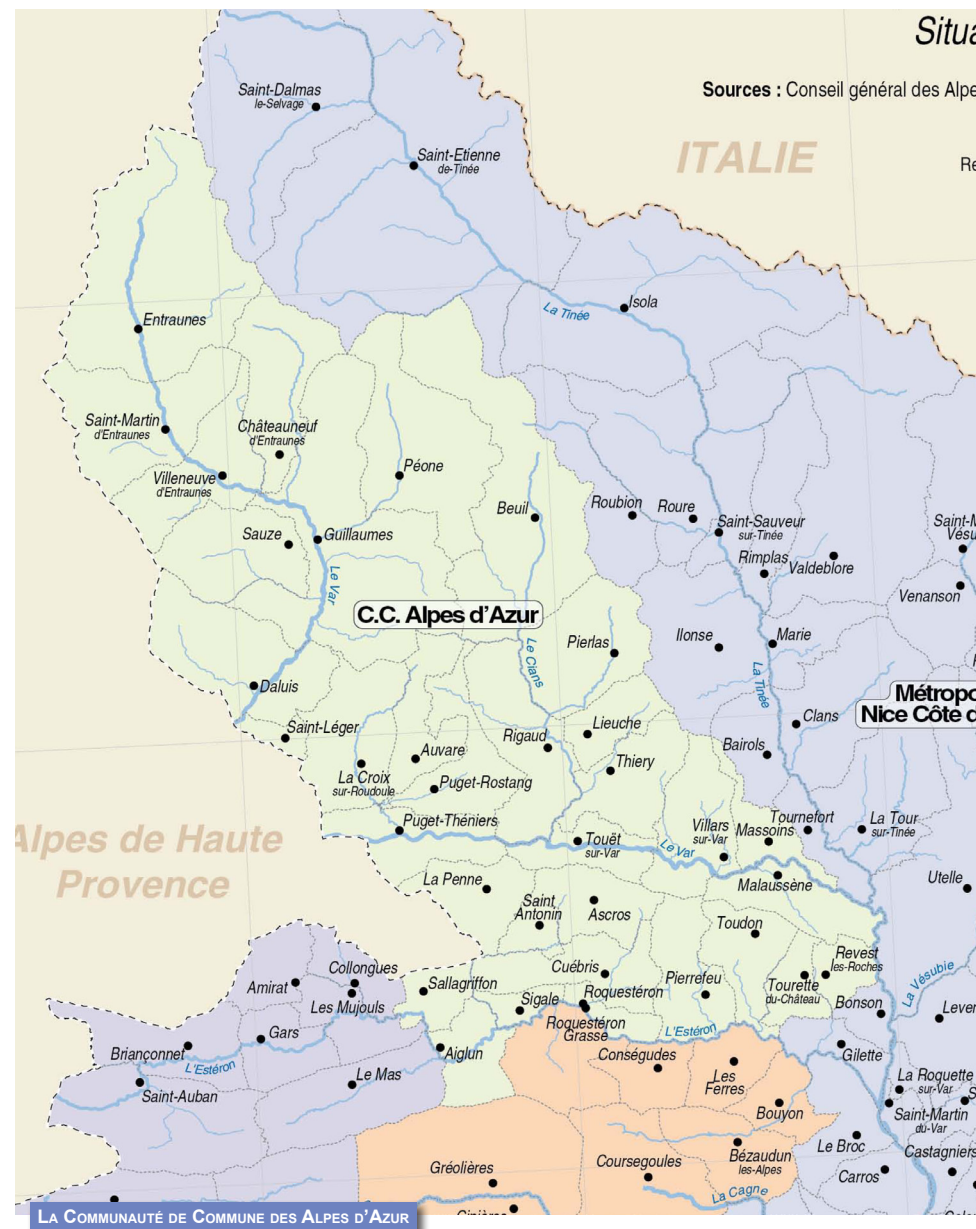 Situa
Sources : Conseil général des Alpe
Re
ITALIE
Saint-Dalmas
le-Selvage
Saint-Etienne
de-Tinée
Isola
La Tinée
Entraunes
Saint-Martin
d'Entraunes
Châteauneuf
d'Entraunes
Villeneuve
d'Entraunes
Péone
Beuil
Roubion
Roure
Saint-Sauveur
sur-Tinée
Saint-M
Vésu
Sauze
Guillaumes
Rimplas
Valdeblore
Venanson
Le Var
C.C. Alpes d'Azur
Le Cians
Pierlas
Ilonse
Marie
La Tinée
Daluis
Métropo
Nice Côte d
Saint-Léger
Rigaud
Lieuche
Clans
Bairols
Auvare
La Croix
sur-Roudoule
Puget-Rostang
Thiery
Puget-Théniers
Touët
sur-Var
Le Var
Villars
sur-Var
Massoins
Tournefort
La Tour
sur-Tinée
Alpes de Haute
Provence
La Penne
Malaussène
Utelle
Saint
Antonin
Ascros
Toudon
Revest
les-Roches
La Vésubie
Collongues
Amirat
Les Mujouls
Sallagriffon
Cuébris
Sigale
Roquestéron
Roquestéron
Grasse
Pierrefeu
Tourette
du-Château
Bonson
Lever
L'Estéron
Gars
Briançonnet
L'Estéron
Aiglun
Conségudes
Gilette
Saint-Auban
Le Mas
Les
Ferres
La Roquette
sur-Var
S
Bouyon
Saint-Martin
du-Var
Bézaudun
les-Alpes
Le Broc
Castagniers
Gréolières
Coursegoules
Carros
La Cagne
LA COMMUNAUTÉ DE COMMUNE DES ALPES D'AZUR